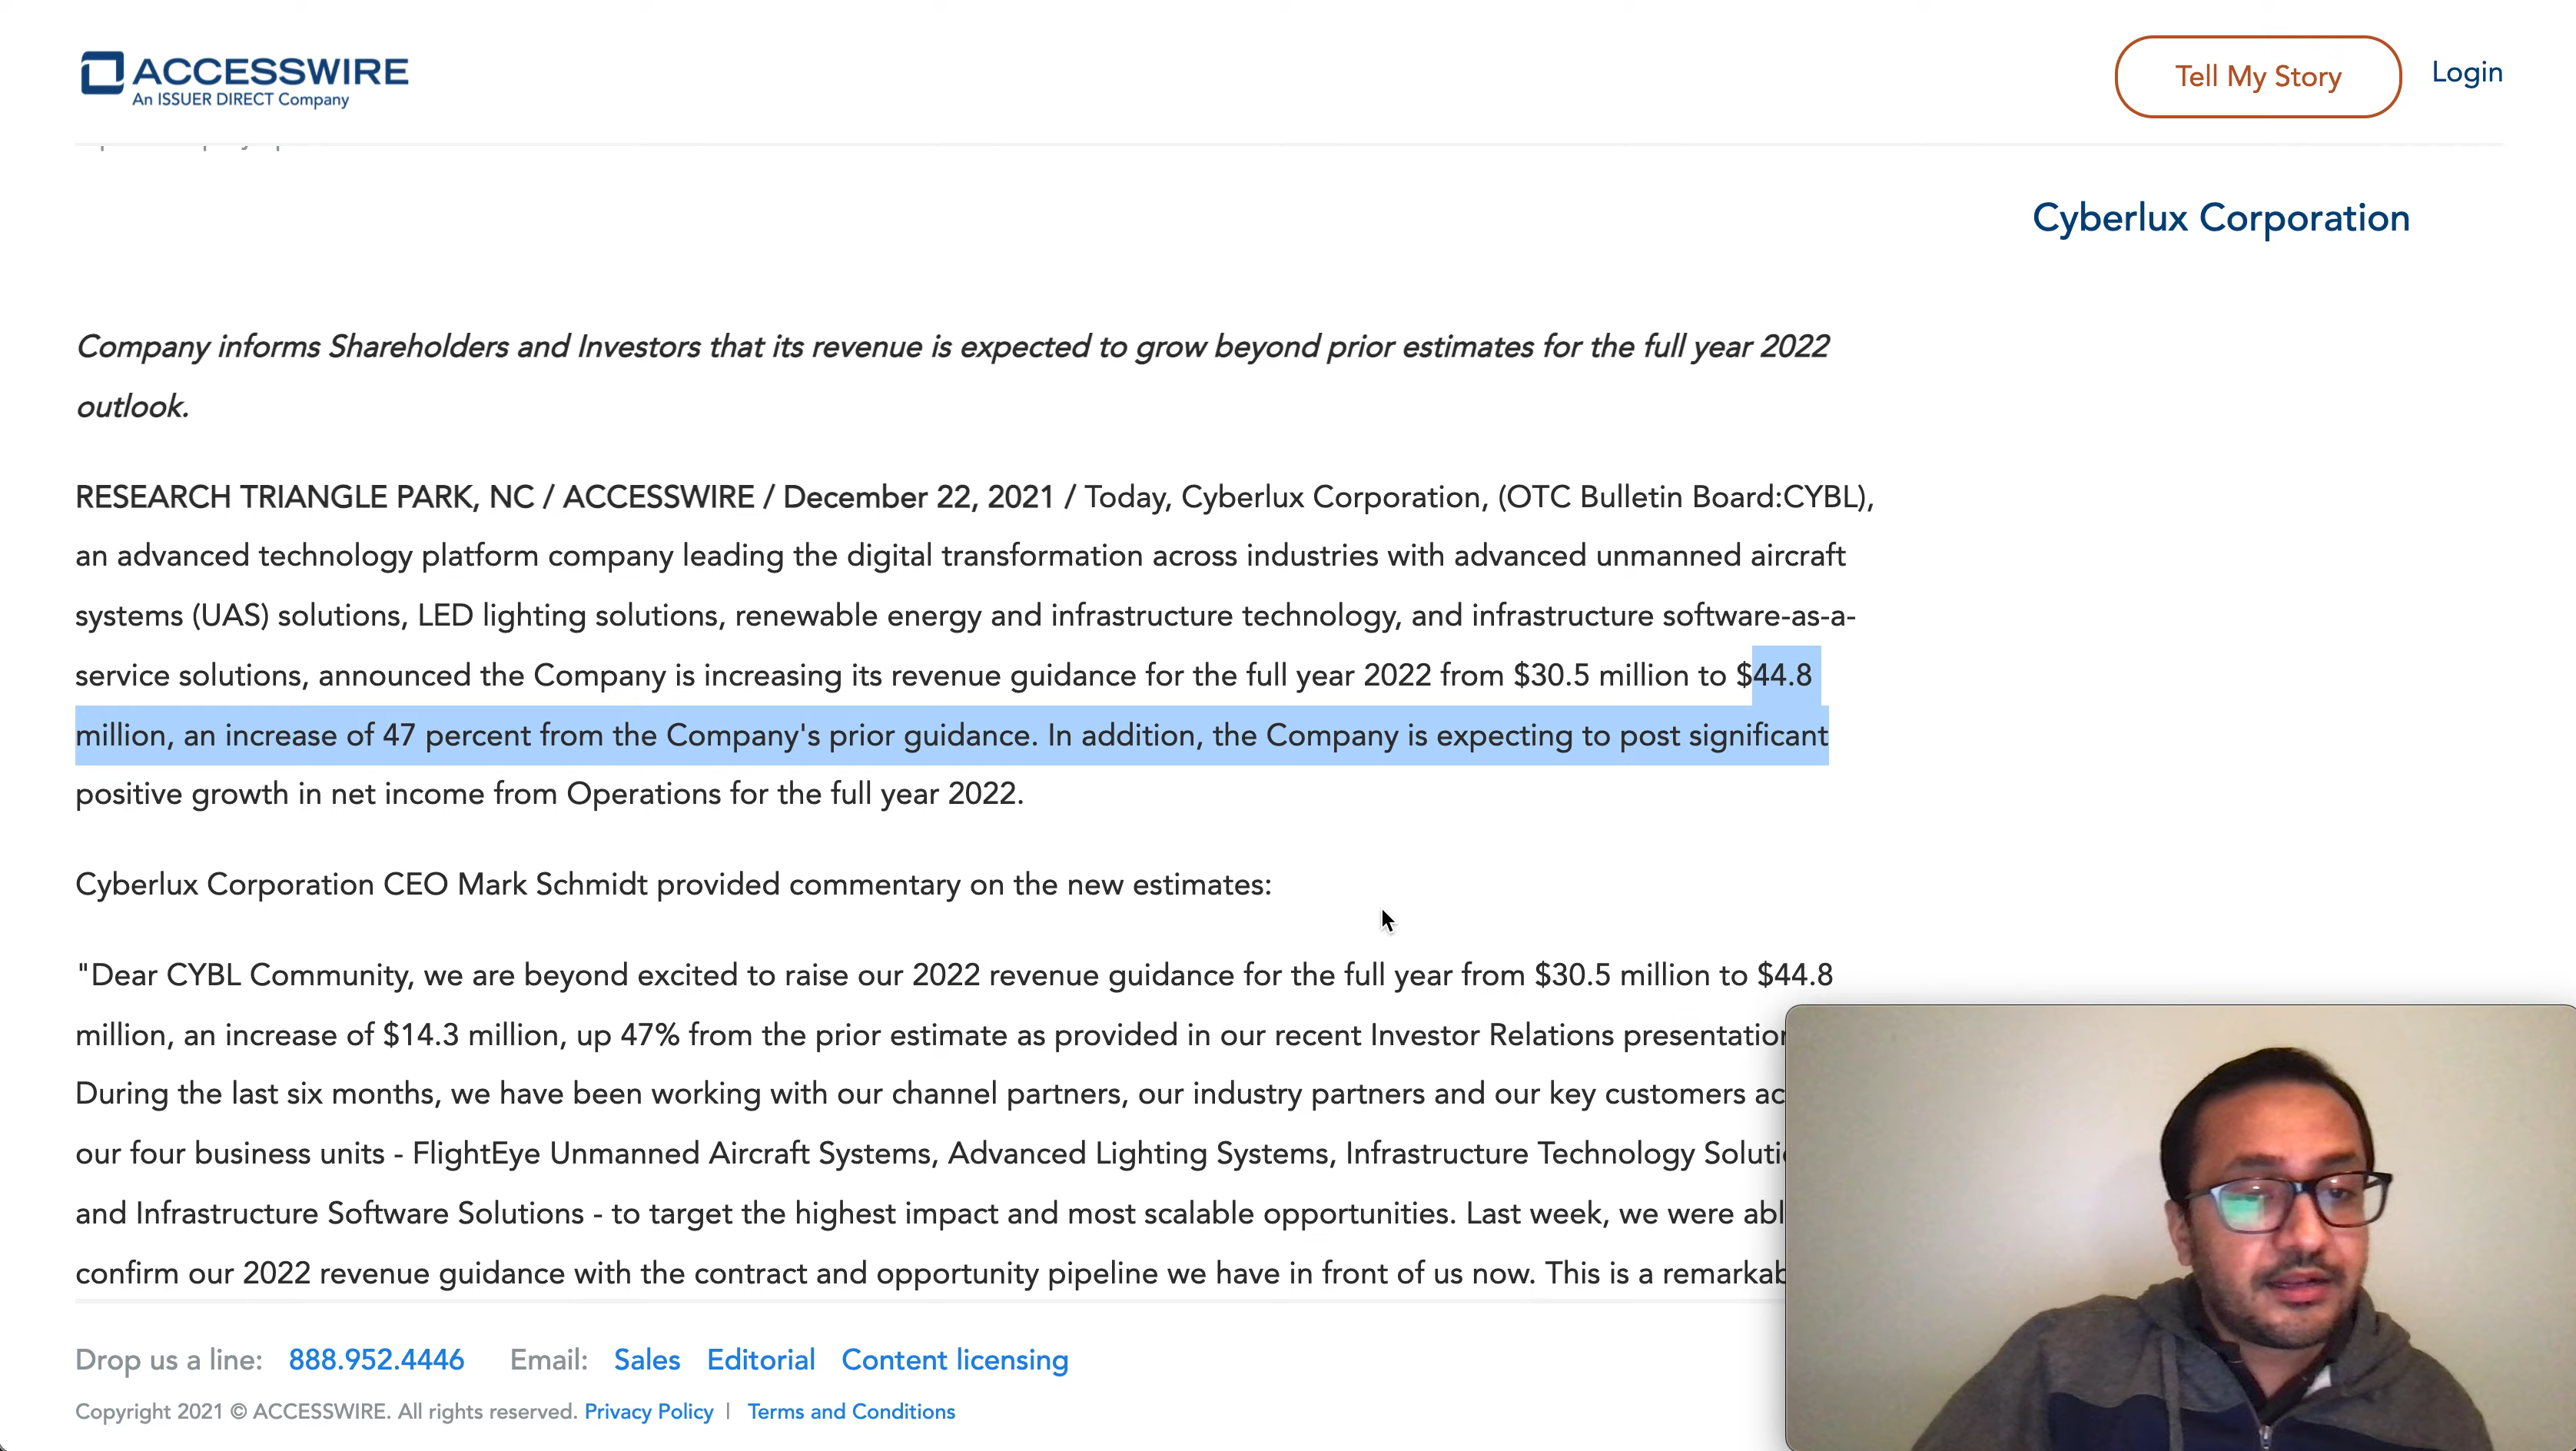 ACCESSWIRE
An ISSUER DIRECT Company
Tell My Story
Login
Cyberlux Corporation
Company informs Shareholders and Investors that its revenue is expected to grow beyond prior estimates for the full year 2022
outlook.
RESEARCH TRIANGLE PARK, NC / ACCESSWIRE / December 22, 2021 / Today, Cyberlux Corporation, (OTC Bulletin Board:CYBL),
an advanced technology platform company leading the digital transformation across industries with advanced unmanned aircraft
systems (UAS) solutions, LED lighting solutions, renewable energy and infrastructure technology, and infrastructure software-as-a-
service solutions, announced the Company is increasing its revenue guidance for the full year 2022 from $30.5 million to $44.8
million, an increase of 47 percent from the Company's prior guidance. In addition, the Company is expecting to post significant
positive growth in net income from Operations for the full year 2022.
Cyberlux Corporation CEO Mark Schmidt provided commentary on the new estimates:
"Dear CYBL Community, we are beyond excited to raise our 2022 revenue guidance for the full year from $30.5 million to $44.8
million, an increase of $14.3 million, up 47% from the prior estimate as provided in our recent Investor Relations presentation
During the last six months, we have been working with our channel partners, our industry partners and our key customers
our four business units - FlightEye Unmanned Aircraft Systems, Advanced Lighting Systems, Infrastructure Technology
and Infrastructure Software Solutions - to target the highest impact and most scalable opportunities. Last week, we were
confirm our 2022 revenue guidance with the contract and opportunity pipeline we have in front of us now. This is a
Drop us a line: 888.952.4446 Email: Sales Editorial Content licensing
Copyright 2021 © ACCESSWIRE. All rights reserved. Privacy Policy | Terms and Conditions